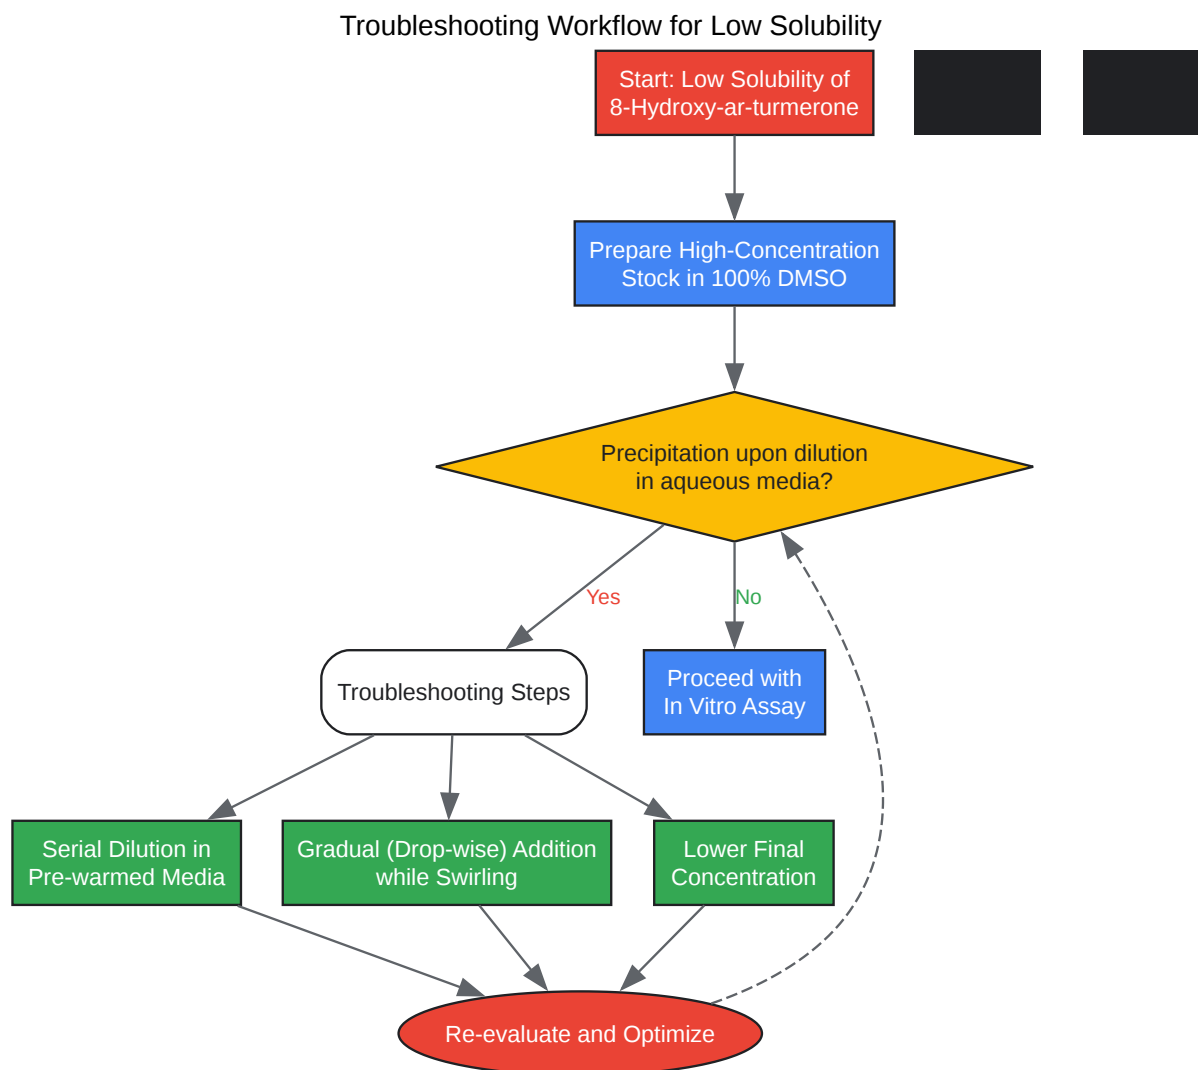 Troubleshooting Workflow for Low Solubility
Start: Low Solubility of
8-Hydroxy-ar-turmerone
Prepare High-Concentration
Stock in 100% DMSO
Precipitation upon dilution
in aqueous media?
Yes
No
Troubleshooting Steps
Proceed with
In Vitro Assay
Serial Dilution in
Pre-warmed Media
Gradual (Drop-wise) Addition
while Swirling
Lower Final
Concentration
Re-evaluate and Optimize